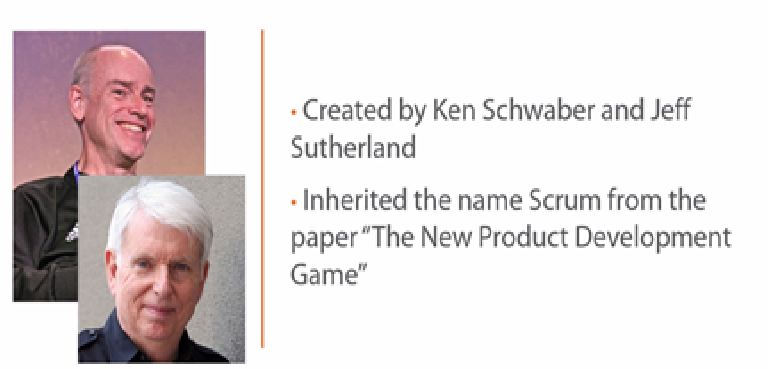 • Created by Ken Schwaber and Jeff
Sutherland
• Inherited the name Scrum from the
paper “The New Product Development
Game”